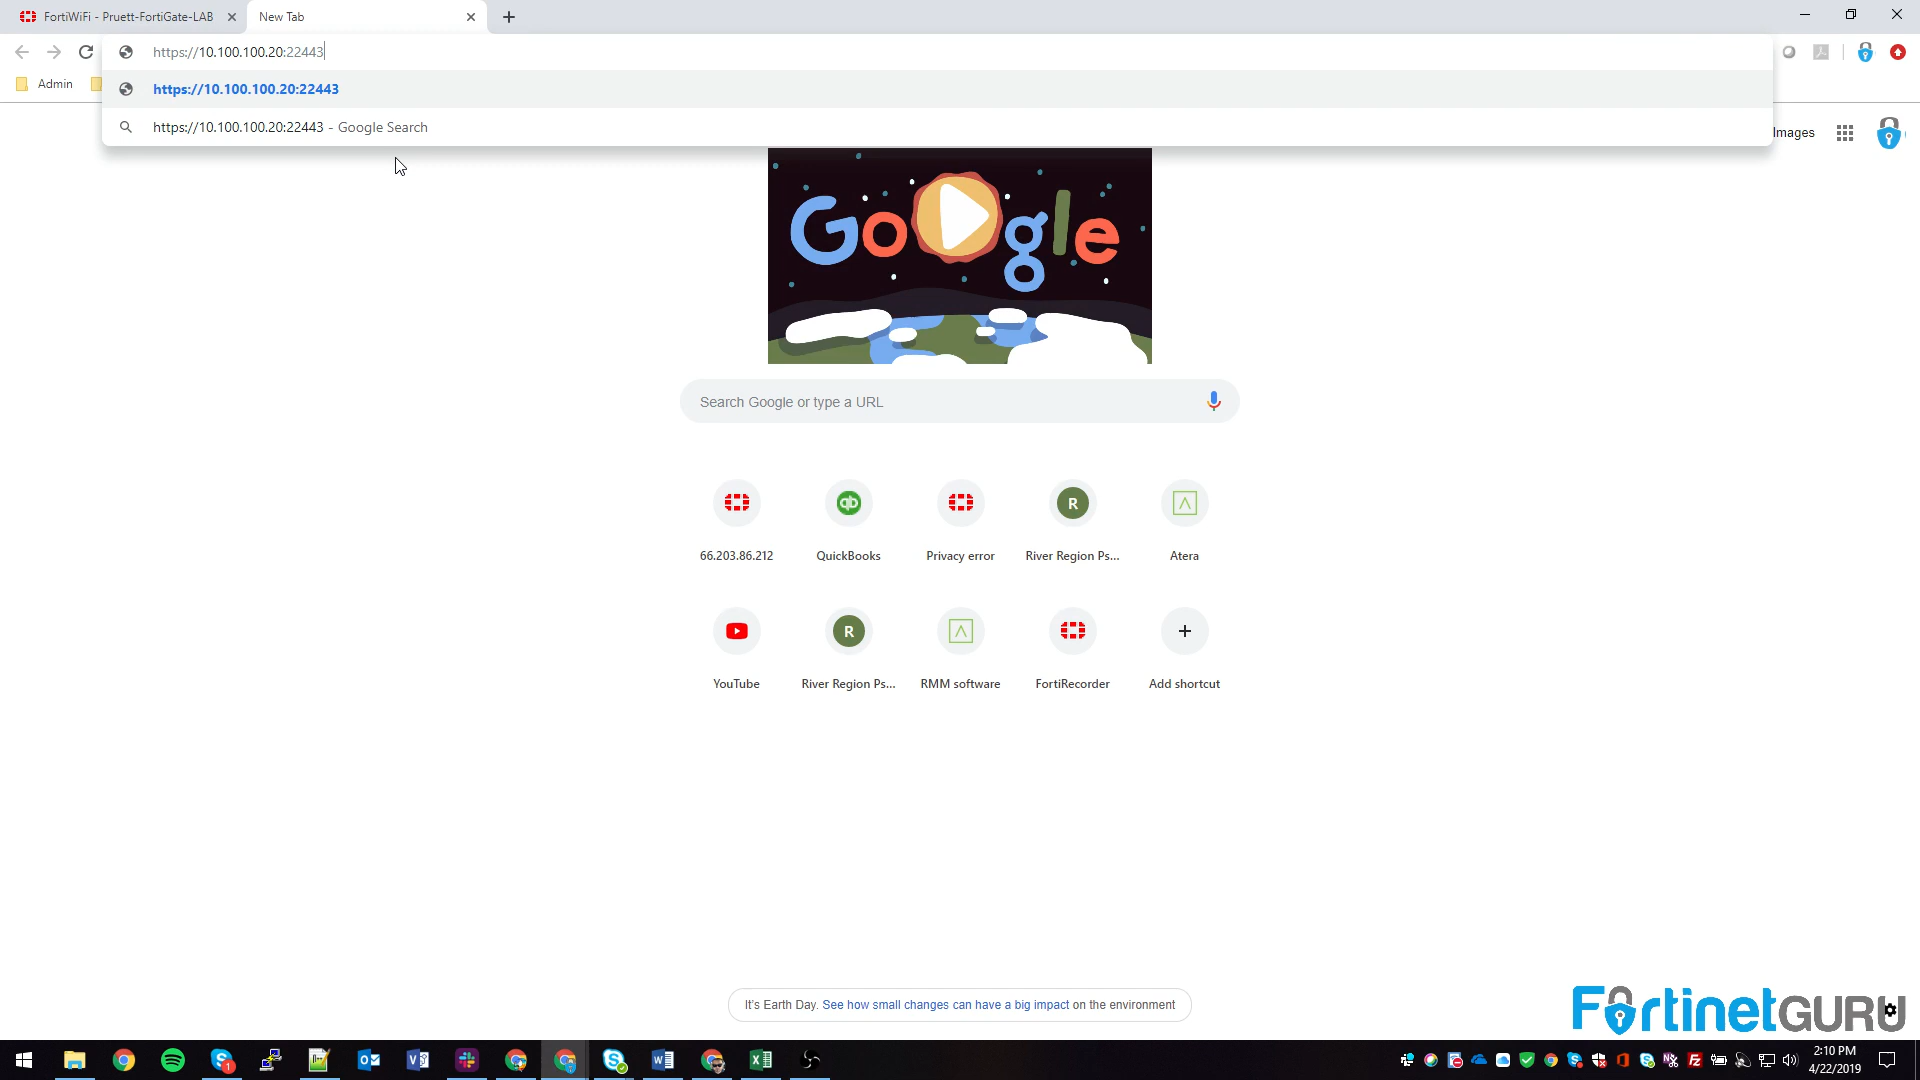 FortiWiFi - Pruett-FortiGate-LAB
New Tab
https://10.100.100.20:22443
Admin
https://10.100.100.20:22443
https://10.100.100.20:22443 - Google Search
Images
Google
Search Google or type a URL
66.203.86.212
QuickBooks
Privacy error
River Region Ps...
Atera
YouTube
River Region Ps...
RMM software
FortiRecorder
Add shortcut
It's Earth Day. See how small changes can have a big impact on the environment
FortinetGURU
2:10 PM
4/22/2019